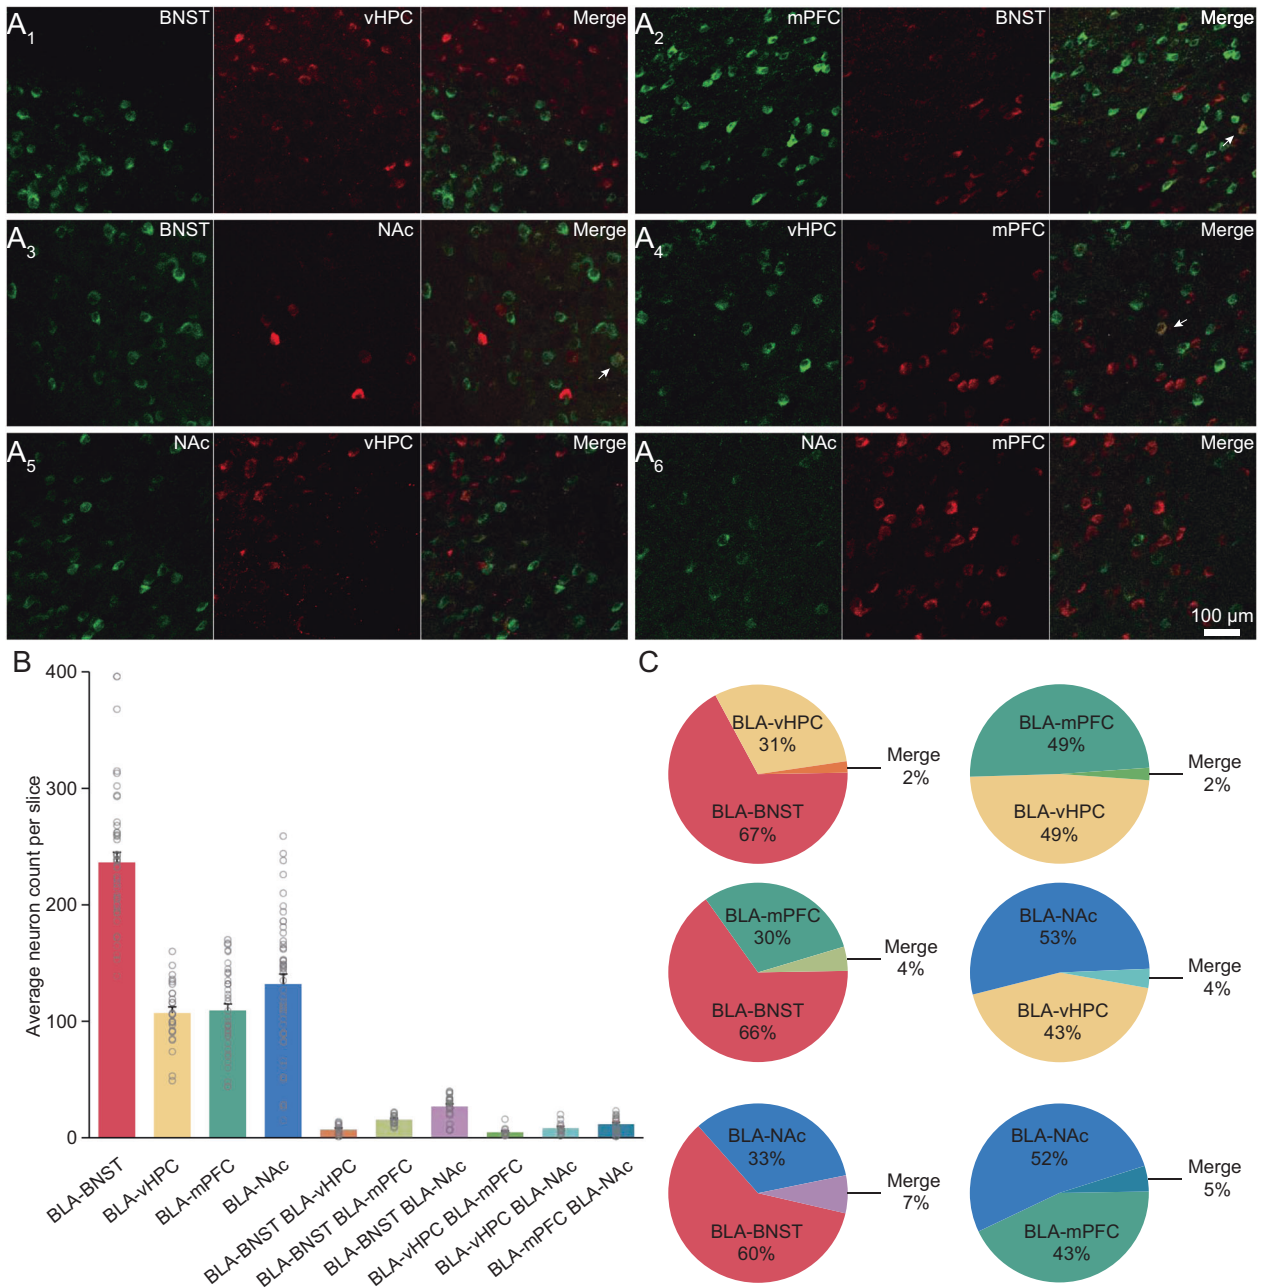 A1 BNST vHPC Merge
A2 mPFC BNST Merge
A3 BNST NAc Merge
A4 vHPC mPFC Merge
A5 NAc vHPC Merge
A6 NAc mPFC Merge
100 µm
B
Average neuron count per slice
400
300
200
100
0
BLA-BNST
BLA-vHPC
BLA-mPFC
BLA-NAc
BLA-BNST BLA-vHPC
BLA-BNST BLA-mPFC
BLA-BNST BLA-NAc
BLA-vHPC BLA-mPFC
BLA-vHPC BLA-NAc
BLA-mPFC BLA-NAc
C
BLA-vHPC
31%
Merge
2%
BLA-BNST
67%
BLA-mPFC
49%
Merge
2%
BLA-vHPC
49%
BLA-mPFC
30%
Merge
4%
BLA-BNST
66%
BLA-NAc
53%
Merge
4%
BLA-vHPC
43%
BLA-NAc
33%
Merge
7%
BLA-BNST
60%
BLA-NAc
52%
Merge
5%
BLA-mPFC
43%